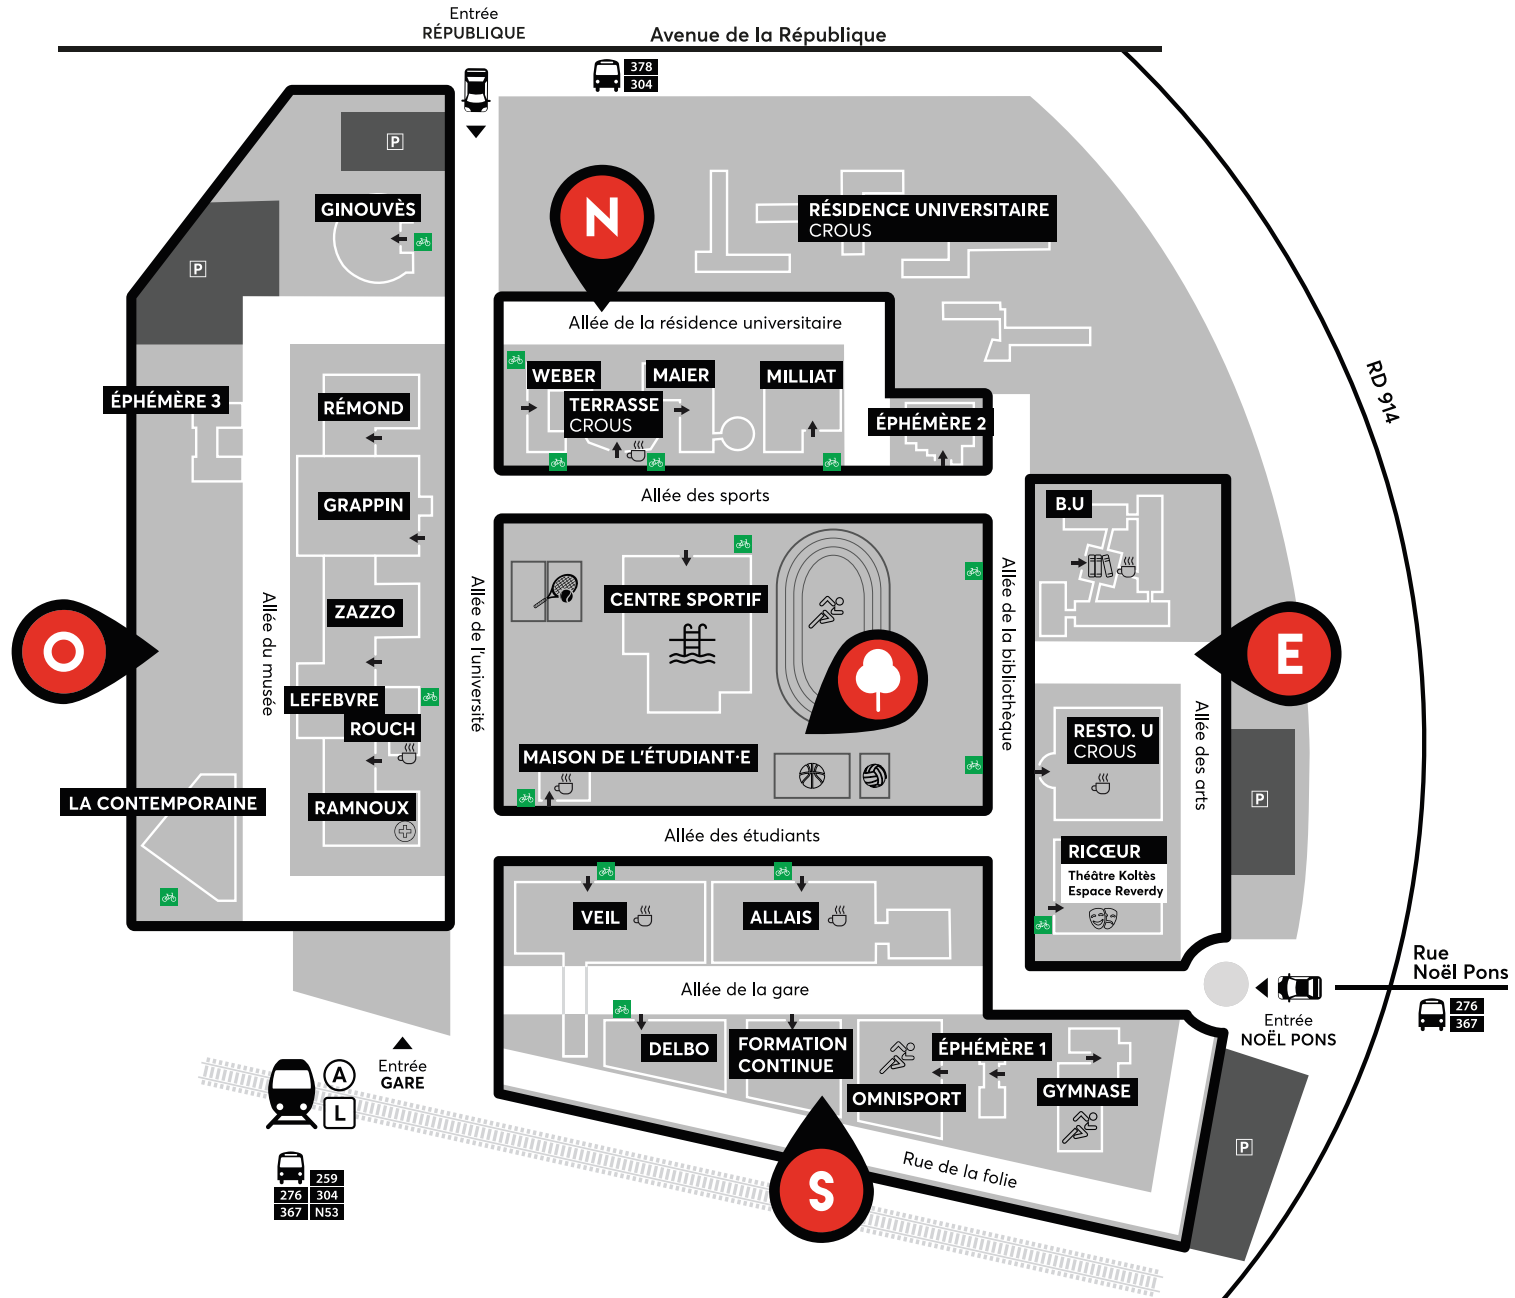 Entrée
RÉPUBLIQUE
Avenue de la République
378
304
P
GINOUVÈS
P
N
RÉSIDENCE UNIVERSITAIRE
CROUS
Allée de la résidence universitaire
WEBER
MAIER
MILLIAT
TERRASSE
CROUS
ÉPHÉMÈRE 2
RD 914
ÉPHÉMÈRE 3
RÉMOND
GRAPPIN
Allée des sports
B.U
Allée de l'université
Allée de la bibliothèque
Allée du musée
ZAZZO
CENTRE SPORTIF
O
E
LEFEBVRE
ROUCH
RESTO. U
CROUS
Allée des arts
MAISON DE L'ÉTUDIANT·E
LA CONTEMPORAINE
RAMNOUX
P
Allée des étudiants
RICŒUR
Théâtre Koltès
Espace Reverdy
VEIL
ALLAIS
Rue
Noël Pons
276
367
Allée de la gare
Entrée
NOËL PONS
DELBO
FORMATION
CONTINUE
ÉPHÉMÈRE 1
OMNISPORT
GYMNASE
Entrée
GARE
A
L
P
Rue de la folie
S
259
276 304
367 N53